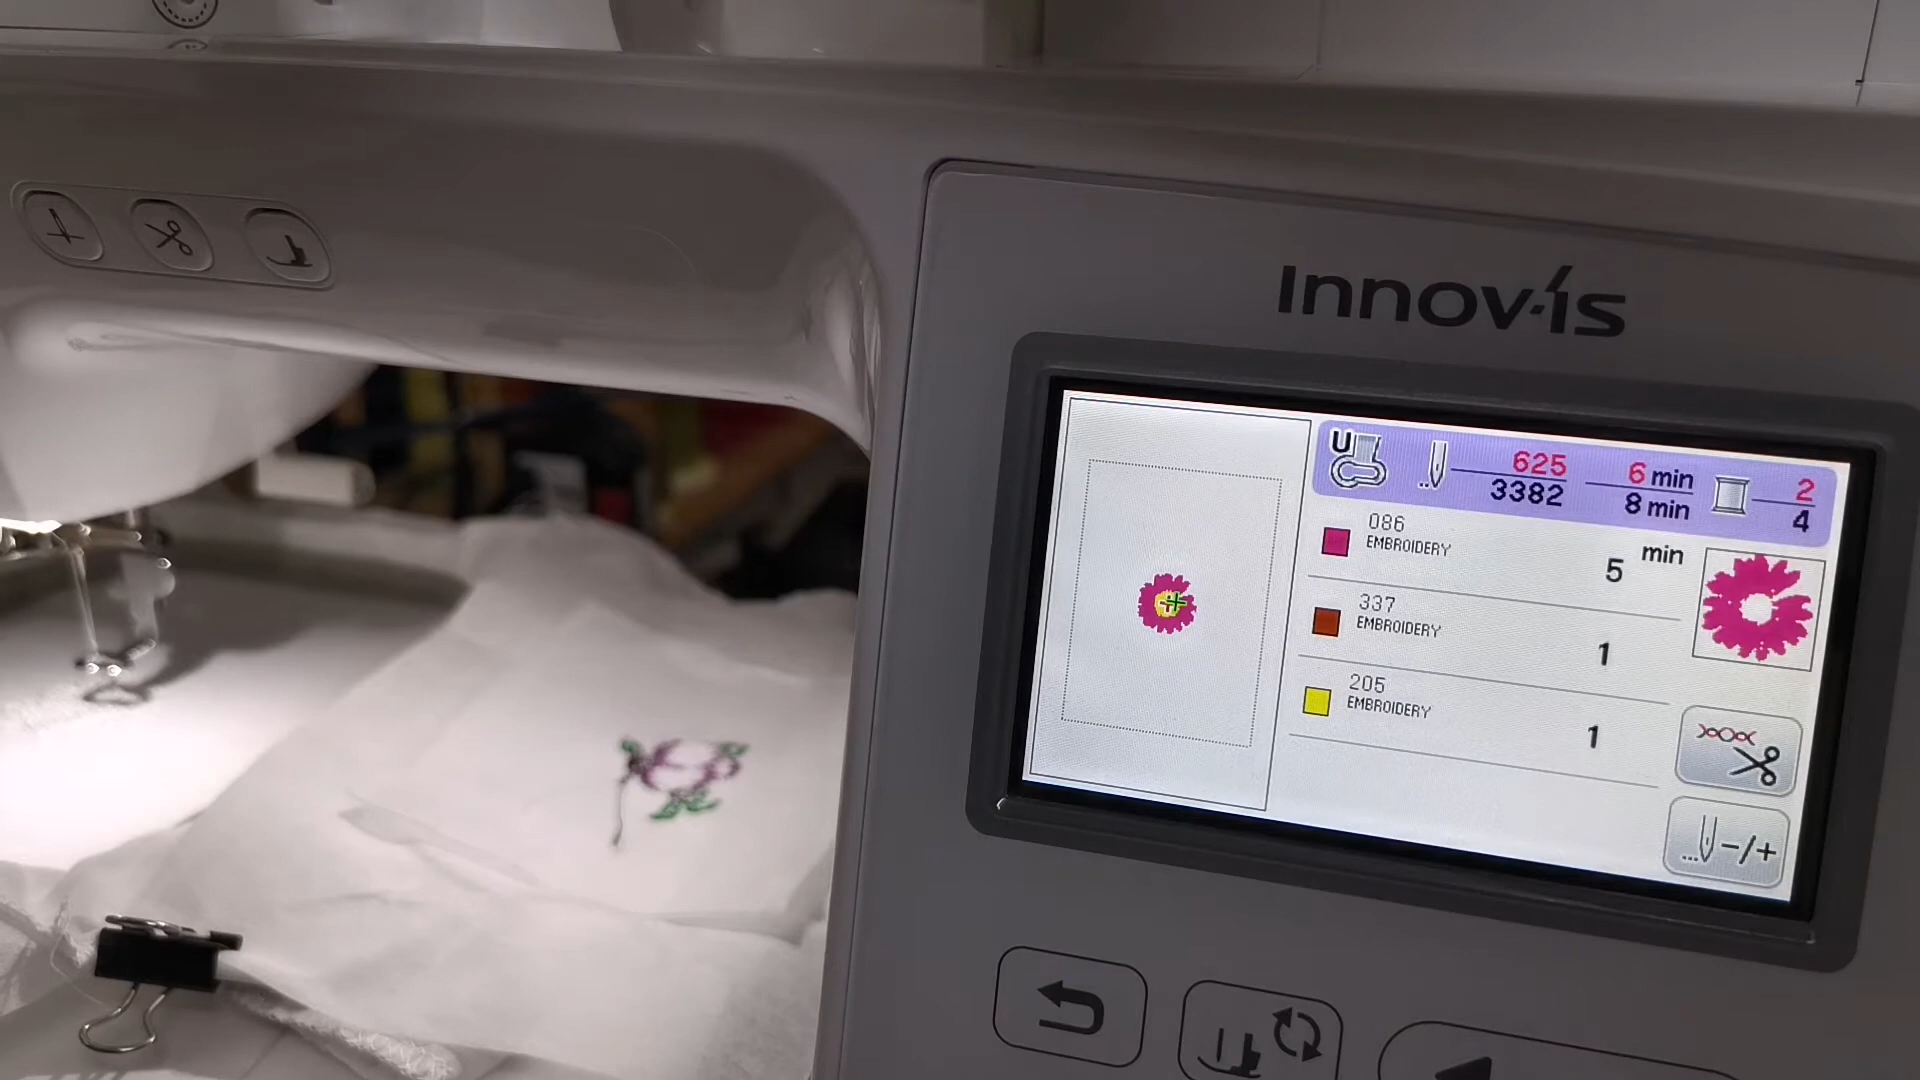 INNOV-ÍS
U 625 6 min 2
3382 8 min 4
086
EMBROIDERY
min
5
337
EMBROIDERY
1
205
EMBROIDERY
1
-/+